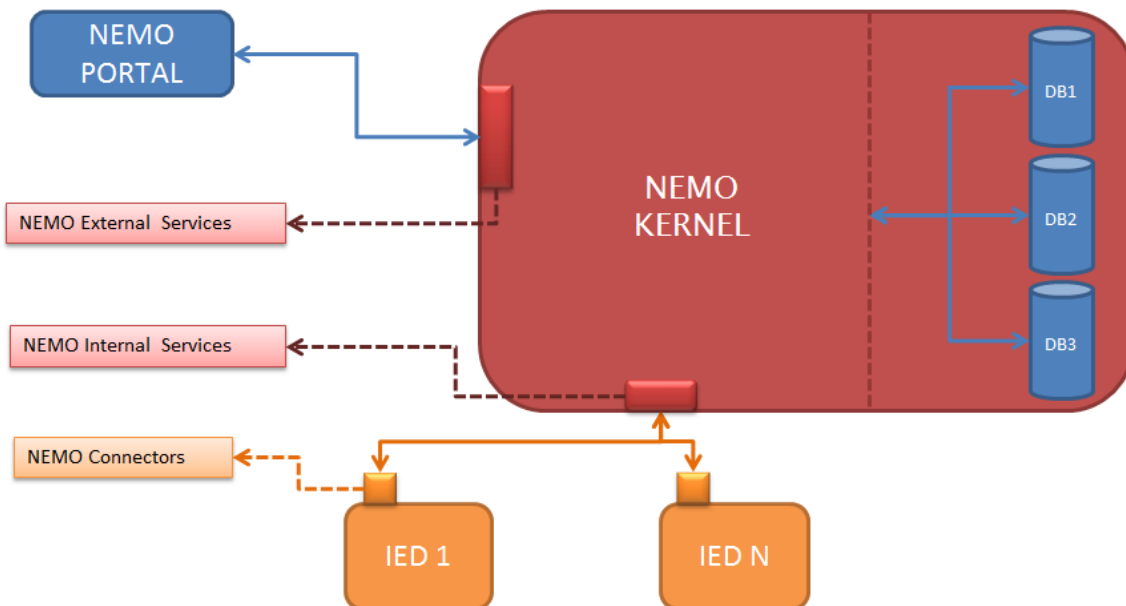 NEMO
PORTAL
DB1
NEMO External Services
NEMO
KERNEL
DB2
NEMO Internal Services
DB3
NEMO Connectors
IED 1
IED N